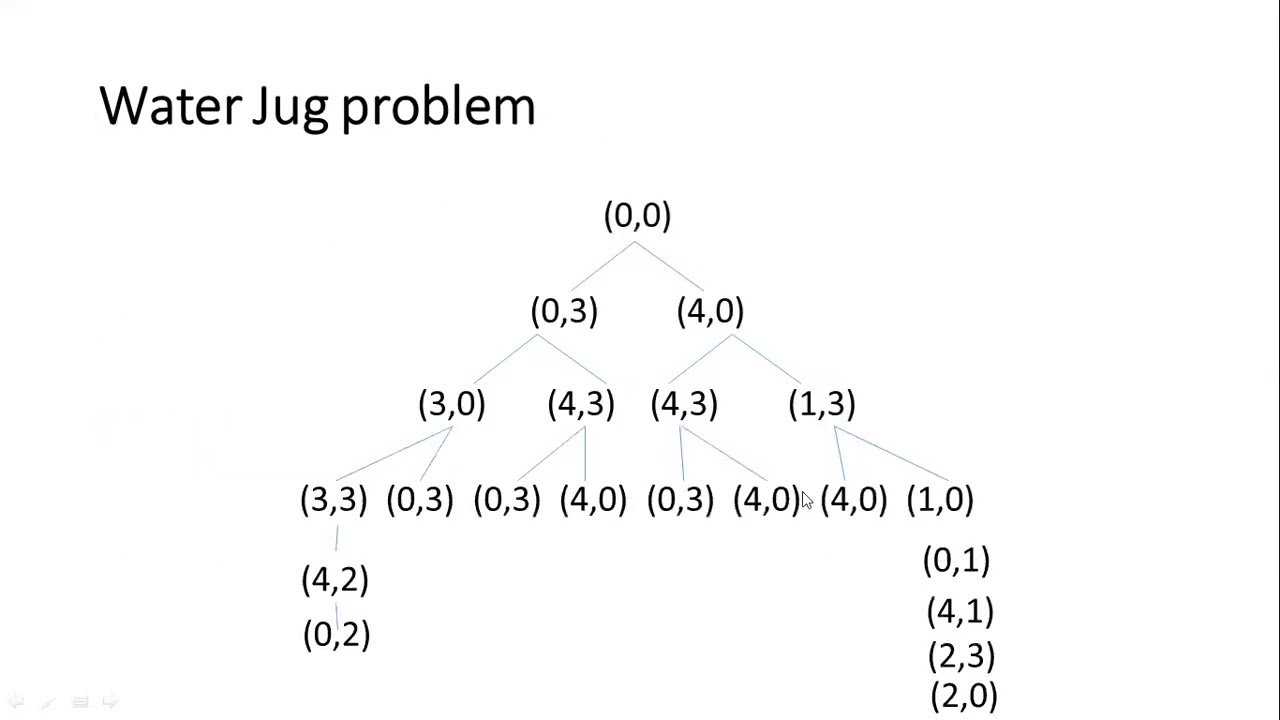 Water Jug problem
(0,0)
(0,3) (4,0)
(3,0) (4,3) (4,3) (1,3)
(3,3) (0,3) (0,3) (4,0) (0,3) (4,0) (4,0) (1,0)
(0,1)
(4,2)
(4,1)
(0,2)
(2,3)
(2,0)